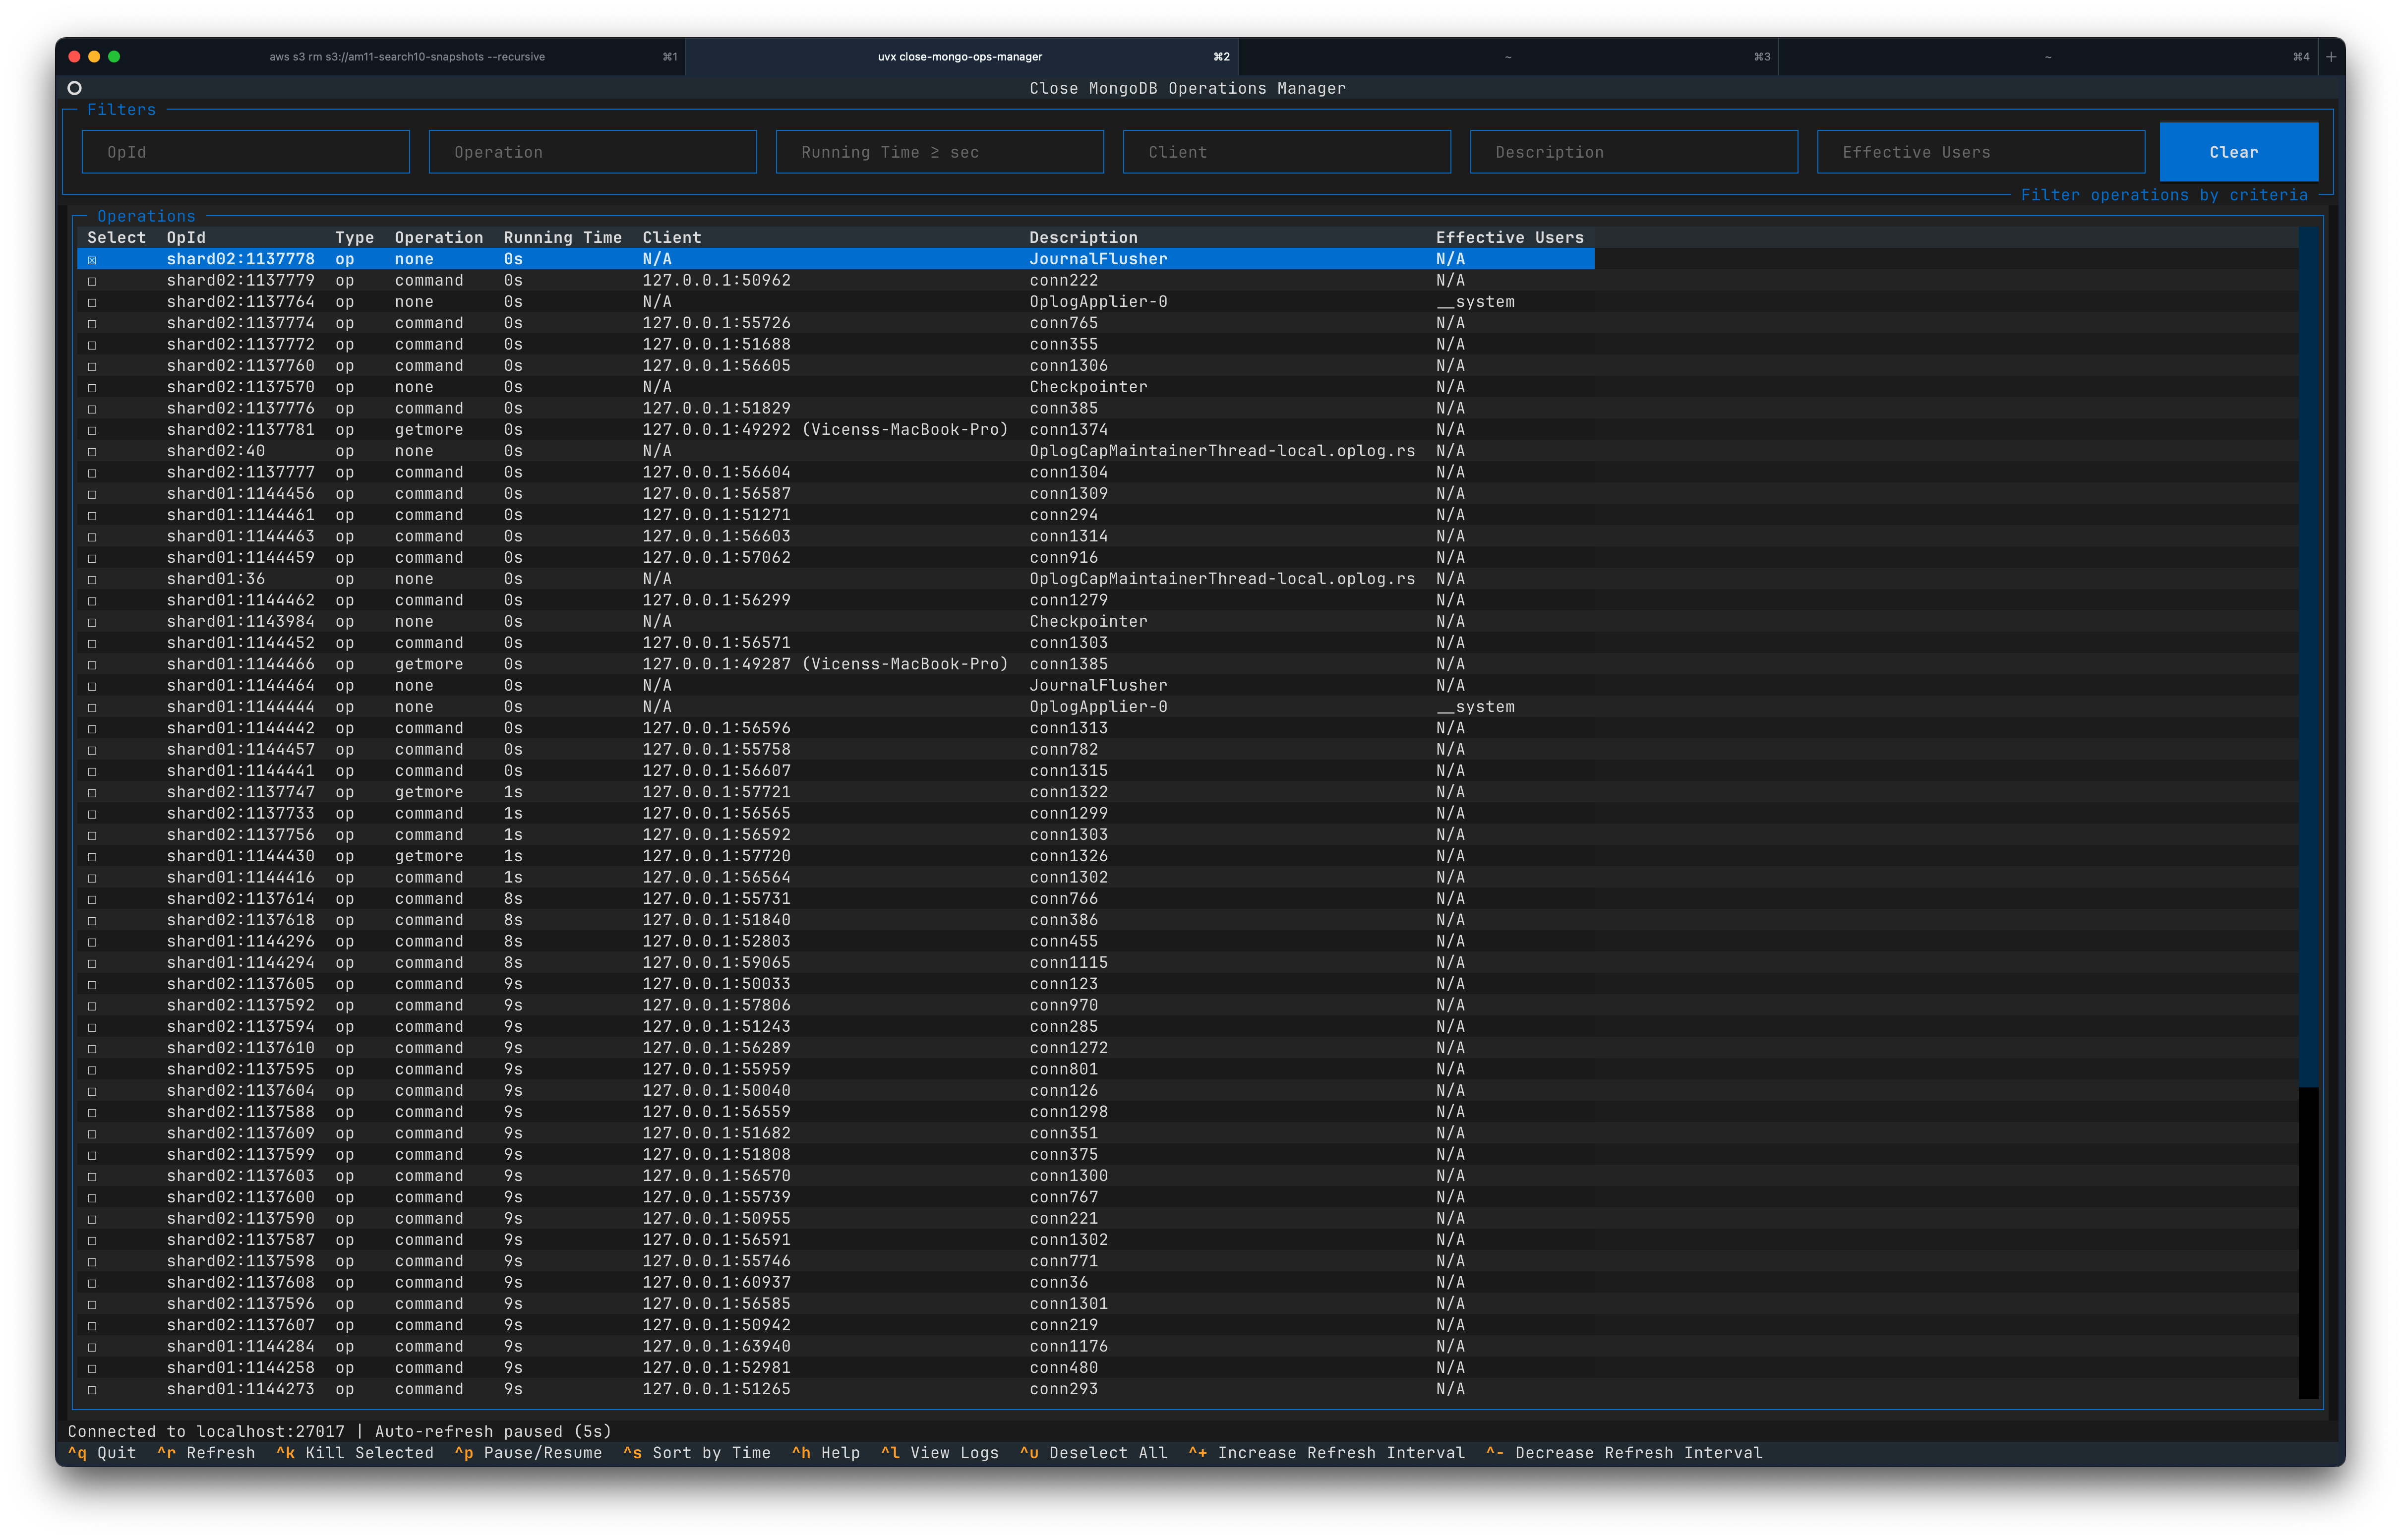 aws s3 rm s3://am11-search10-snapshots --recursive ⌘1 uvx close-mongo-ops-manager ⌘2 ~ ⌘3 ~ ⌘4 +
Close MongoDB Operations Manager
Filters
OpId Operation Running Time ≥ sec Client Description Effective Users Clear
Filter operations by criteria
Operations
Select OpId Type Operation Running Time Client Description Effective Users
☒ shard02:1137778 op none 0s N/A JournalFlusher N/A
☐ shard02:1137779 op command 0s 127.0.0.1:50962 conn222 N/A
☐ shard02:1137764 op none 0s N/A OplogApplier-0 __system
☐ shard02:1137774 op command 0s 127.0.0.1:55726 conn765 N/A
☐ shard02:1137772 op command 0s 127.0.0.1:51688 conn355 N/A
☐ shard02:1137760 op command 0s 127.0.0.1:56605 conn1306 N/A
☐ shard02:1137570 op none 0s N/A Checkpointer N/A
☐ shard02:1137776 op command 0s 127.0.0.1:51829 conn385 N/A
☐ shard02:1137781 op getmore 0s 127.0.0.1:49292 (Vicenss-MacBook-Pro) conn1374 N/A
☐ shard02:40 op none 0s N/A OplogCapMaintainerThread-local.oplog.rs N/A
☐ shard02:1137777 op command 0s 127.0.0.1:56604 conn1304 N/A
☐ shard01:1144456 op command 0s 127.0.0.1:56587 conn1309 N/A
☐ shard01:1144461 op command 0s 127.0.0.1:51271 conn294 N/A
☐ shard01:1144463 op command 0s 127.0.0.1:56603 conn1314 N/A
☐ shard01:1144459 op command 0s 127.0.0.1:57062 conn916 N/A
☐ shard01:36 op none 0s N/A OplogCapMaintainerThread-local.oplog.rs N/A
☐ shard01:1144462 op command 0s 127.0.0.1:56299 conn1279 N/A
☐ shard01:1143984 op none 0s N/A Checkpointer N/A
☐ shard01:1144452 op command 0s 127.0.0.1:56571 conn1303 N/A
☐ shard01:1144466 op getmore 0s 127.0.0.1:49287 (Vicenss-MacBook-Pro) conn1385 N/A
☐ shard01:1144464 op none 0s N/A JournalFlusher N/A
☐ shard01:1144444 op none 0s N/A OplogApplier-0 __system
☐ shard01:1144442 op command 0s 127.0.0.1:56596 conn1313 N/A
☐ shard01:1144457 op command 0s 127.0.0.1:55758 conn782 N/A
☐ shard01:1144441 op command 0s 127.0.0.1:56607 conn1315 N/A
☐ shard02:1137747 op getmore 1s 127.0.0.1:57721 conn1322 N/A
☐ shard02:1137733 op command 1s 127.0.0.1:56565 conn1299 N/A
☐ shard02:1137756 op command 1s 127.0.0.1:56592 conn1303 N/A
☐ shard01:1144430 op getmore 1s 127.0.0.1:57720 conn1326 N/A
☐ shard01:1144416 op command 1s 127.0.0.1:56564 conn1302 N/A
☐ shard02:1137614 op command 8s 127.0.0.1:55731 conn766 N/A
☐ shard02:1137618 op command 8s 127.0.0.1:51840 conn386 N/A
☐ shard01:1144296 op command 8s 127.0.0.1:52803 conn455 N/A
☐ shard01:1144294 op command 8s 127.0.0.1:59065 conn1115 N/A
☐ shard02:1137605 op command 9s 127.0.0.1:50033 conn123 N/A
☐ shard02:1137592 op command 9s 127.0.0.1:57806 conn970 N/A
☐ shard02:1137594 op command 9s 127.0.0.1:51243 conn285 N/A
☐ shard02:1137610 op command 9s 127.0.0.1:56289 conn1272 N/A
☐ shard02:1137595 op command 9s 127.0.0.1:55959 conn801 N/A
☐ shard02:1137604 op command 9s 127.0.0.1:50040 conn126 N/A
☐ shard02:1137588 op command 9s 127.0.0.1:56559 conn1298 N/A
☐ shard02:1137609 op command 9s 127.0.0.1:51682 conn351 N/A
☐ shard02:1137599 op command 9s 127.0.0.1:51808 conn375 N/A
☐ shard02:1137603 op command 9s 127.0.0.1:56570 conn1300 N/A
☐ shard02:1137600 op command 9s 127.0.0.1:55739 conn767 N/A
☐ shard02:1137590 op command 9s 127.0.0.1:50955 conn221 N/A
☐ shard02:1137587 op command 9s 127.0.0.1:56591 conn1302 N/A
☐ shard02:1137598 op command 9s 127.0.0.1:55746 conn771 N/A
☐ shard02:1137608 op command 9s 127.0.0.1:60937 conn36 N/A
☐ shard02:1137596 op command 9s 127.0.0.1:56585 conn1301 N/A
☐ shard02:1137607 op command 9s 127.0.0.1:50942 conn219 N/A
☐ shard01:1144284 op command 9s 127.0.0.1:63940 conn1176 N/A
☐ shard01:1144258 op command 9s 127.0.0.1:52981 conn480 N/A
☐ shard01:1144273 op command 9s 127.0.0.1:51265 conn293 N/A
Connected to localhost:27017 | Auto-refresh paused (5s)
^q Quit ^r Refresh ^k Kill Selected ^p Pause/Resume ^s Sort by Time ^h Help ^l View Logs ^u Deselect All ^+ Increase Refresh Interval ^- Decrease Refresh Interval